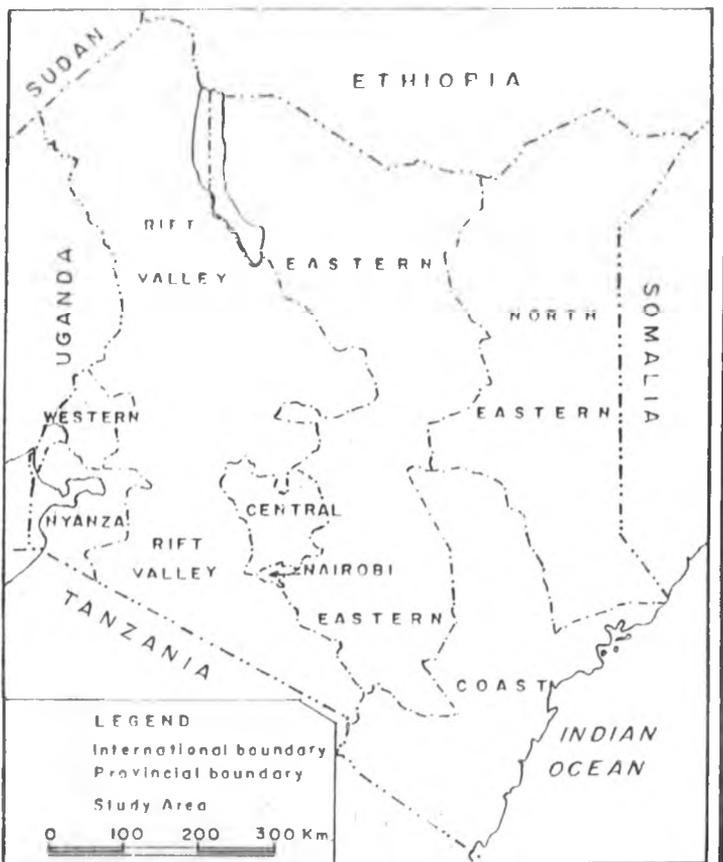 SUDAN
ETHIOPIA
RIFT
VALLEY
EASTERN
UGANDA
NORTH
EASTERN
SOMALIA
WESTERN
NYANZA
CENTRAL
RIFT
VALLEY
NAIROBI
EASTERN
TANZANIA
COAST
INDIAN
OCEAN
LEGEND
International boundary
Provincial boundary
Study Area
0 100 200 300 Km.